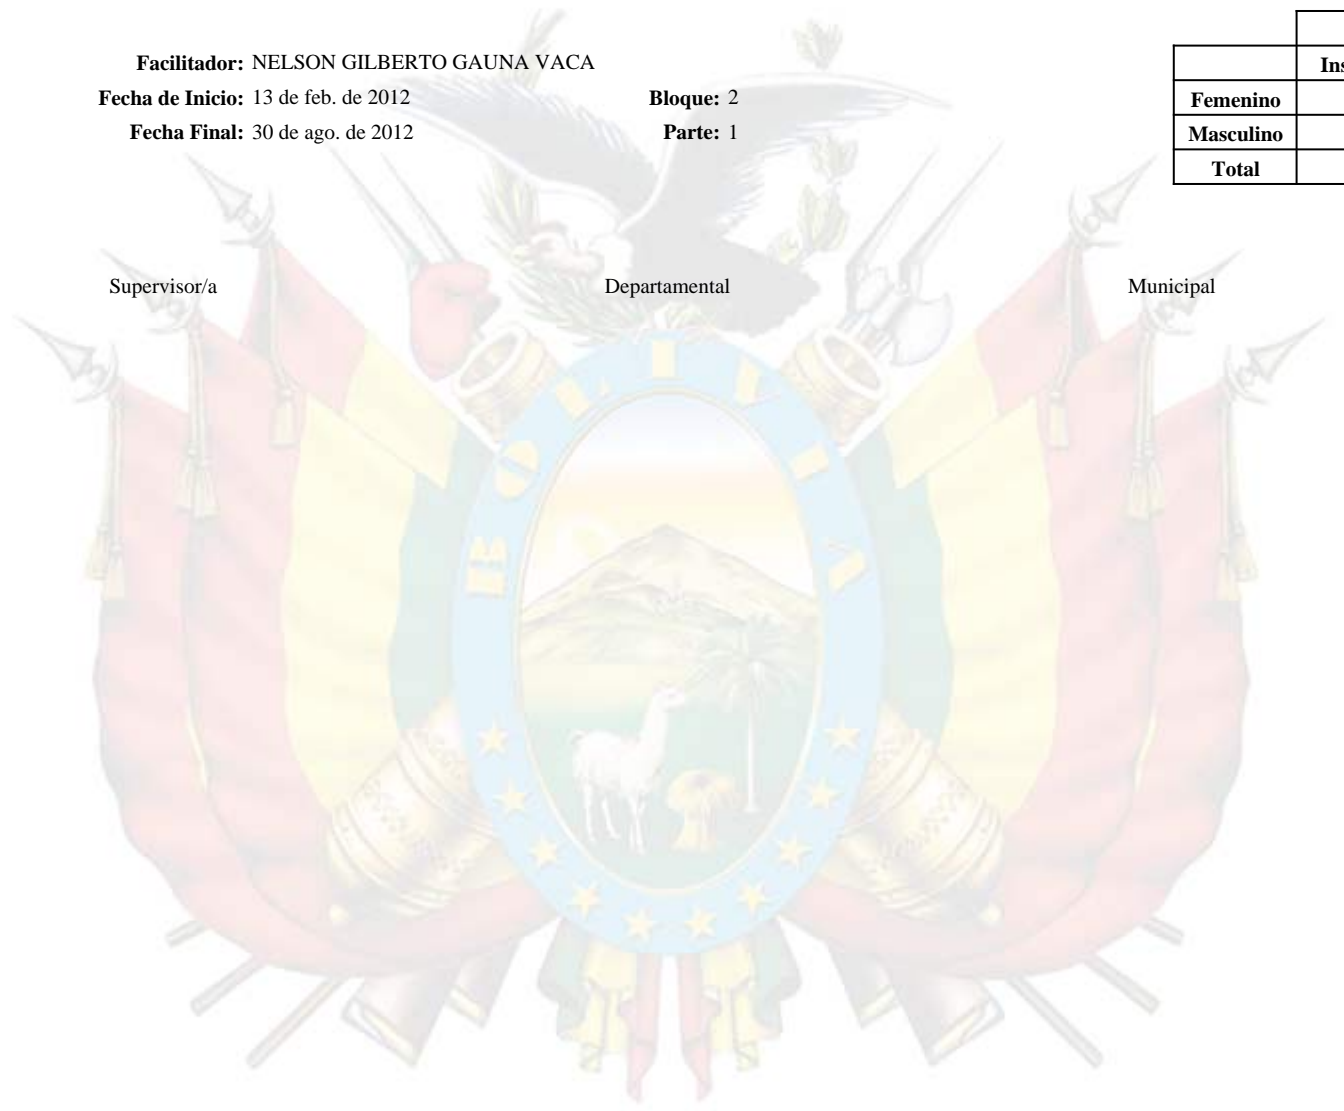 Facilitador: NELSON GILBERTO GAUNA VACA
Fecha de Inicio: 13 de feb. de 2012 Bloque: 2
Fecha Final: 30 de ago. de 2012 Parte: 1
Femenino
Masculino
Total
Supervisor/a Departamental Municipal
BOLIVIA